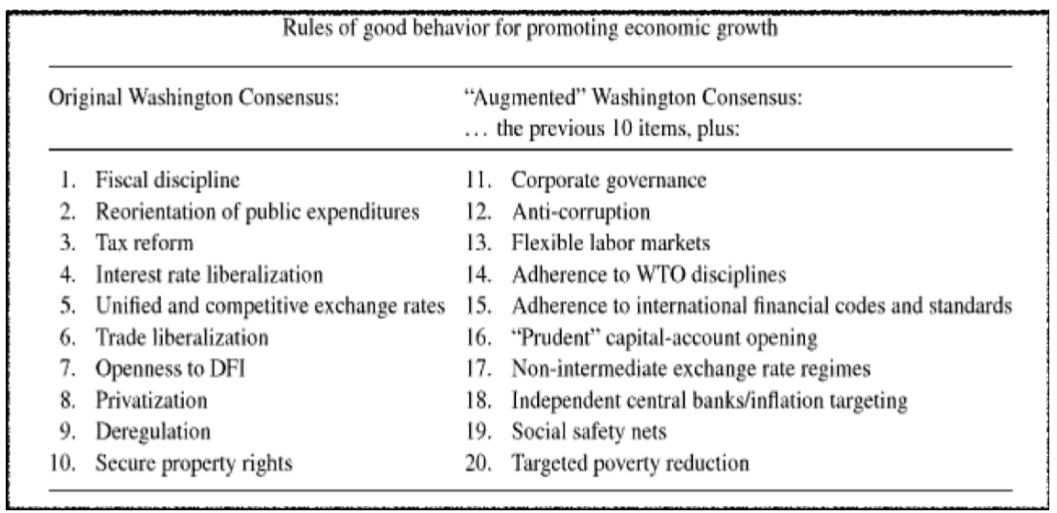 Rules of good behavior for promoting economic growth
Original Washington Consensus:
“Augmented” Washington Consensus:
… the previous 10 items, plus:
1. Fiscal discipline
2. Reorientation of public expenditures
3. Tax reform
4. Interest rate liberalization
5. Unified and competitive exchange rates
6. Trade liberalization
7. Openness to DFI
8. Privatization
9. Deregulation
10. Secure property rights
11. Corporate governance
12. Anti-corruption
13. Flexible labor markets
14. Adherence to WTO disciplines
15. Adherence to international financial codes and standards
16. “Prudent” capital-account opening
17. Non-intermediate exchange rate regimes
18. Independent central banks/inflation targeting
19. Social safety nets
20. Targeted poverty reduction